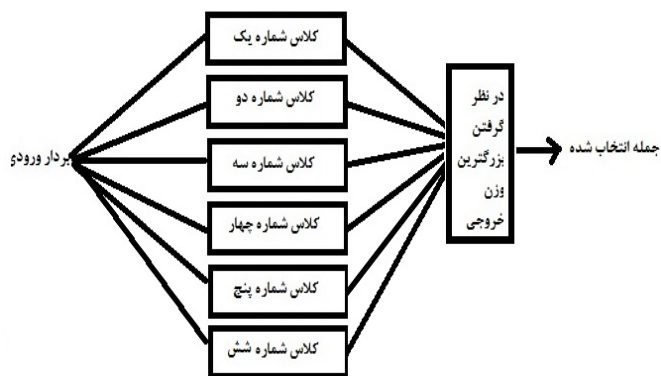 کلاس شماره یک
کلاس شماره دو
کلاس شماره سه
کلاس شماره چهار
کلاس شماره پنج
کلاس شماره شش
بردار ورودی
در نظر
گرفتن
بزرگترین
وزن
خروجی
جمله انتخاب شده